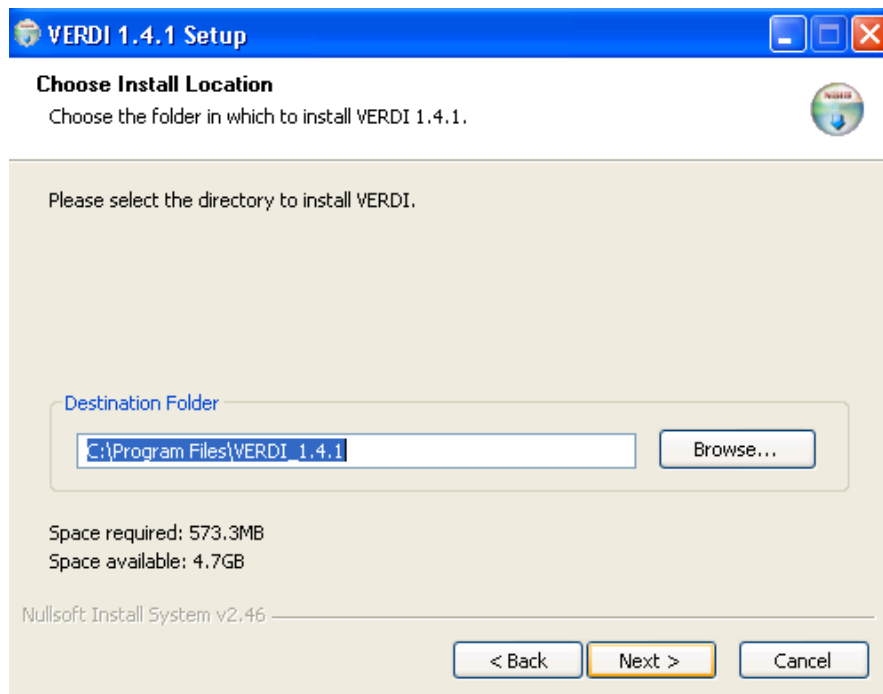 VERDI 1.4.1 Setup
Choose Install Location
Choose the folder in which to install VERDI 1.4.1.
Please select the directory to install VERDI.
Destination Folder
C:\Program Files\VERDI_1.4.1
Browse...
Space required: 573.3MB
Space available: 4.7GB
Nullsoft Install System v2.46
< Back
Next >
Cancel